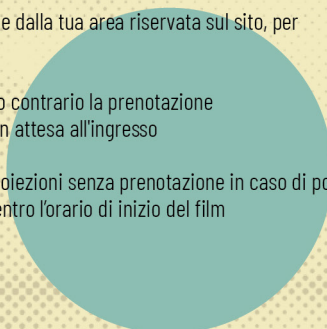 e dalla tua area riservata sul sito, per
o contrario la prenotazione
n attesa all'ingresso
oiezioni senza prenotazione in caso di po
entro l'orario di inizio del film